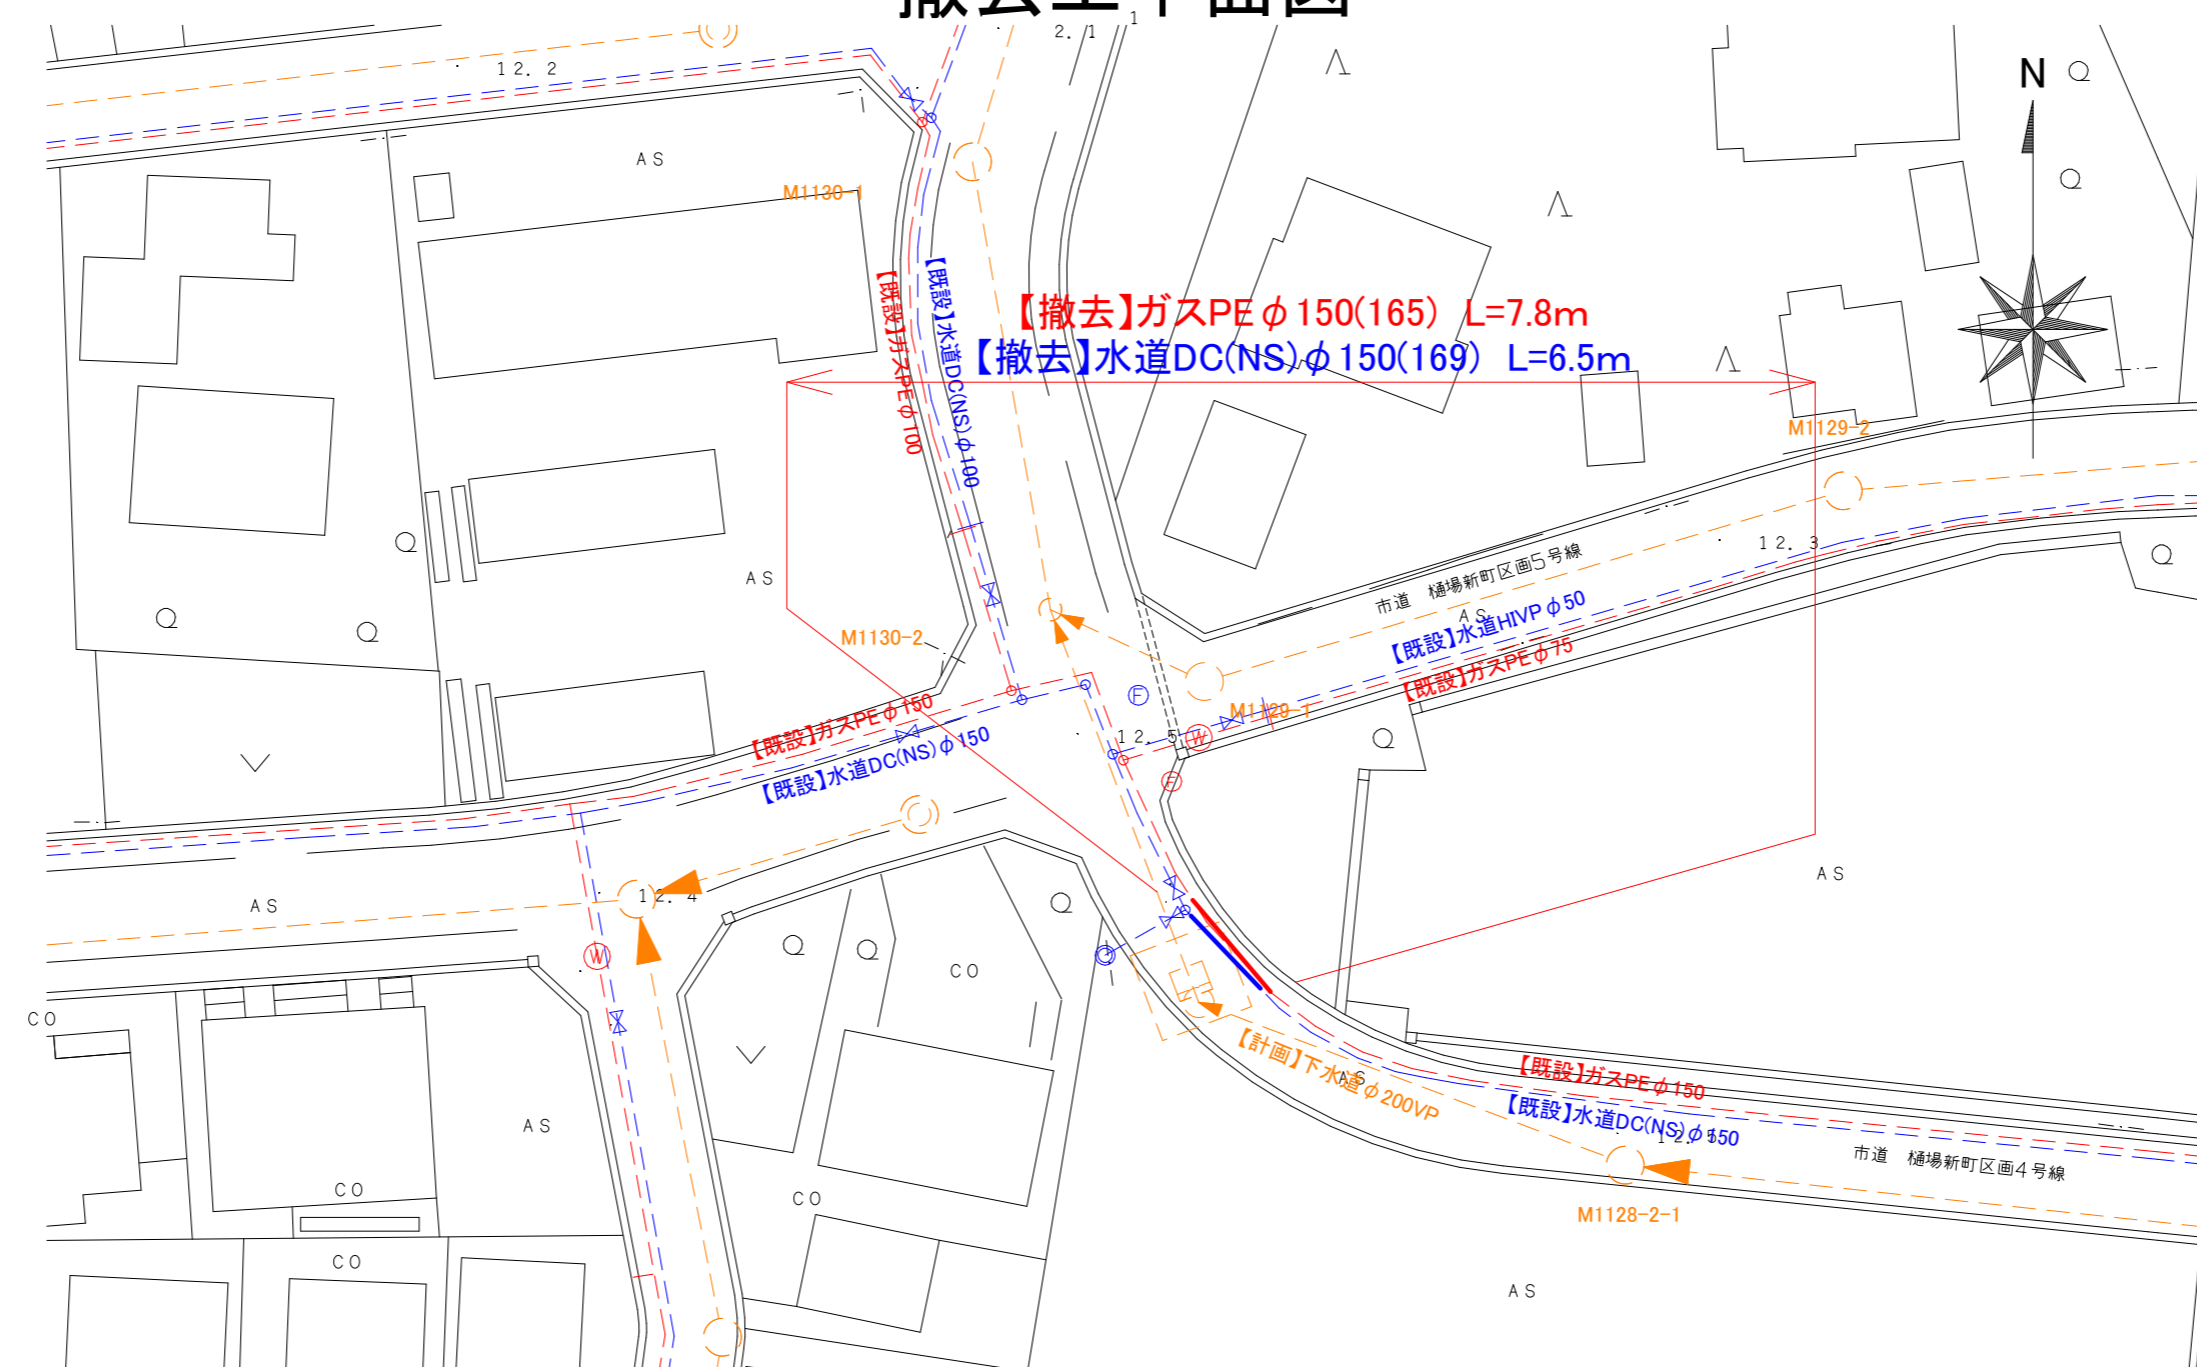 撤去工平面図
2.1
1
12.2
N
AS
M1130-1
【撤去】ガスPEφ150(165) L=7.8m
【撤去】水道DC(NS)φ150(169) L=6.5m
【既設】ガスPEφ100
【既設】水道DC(NS)φ100
M1129-2
12.3
市道 樋場新町区画5号線
AS
AS
【既設】水道HIVPφ50
【既設】ガスPEφ75
M1130-2
F
M1129-1
12.5
W
【既設】ガスPEφ150
【既設】水道DC(NS)φ150
AS
12.4
AS
W
CO
CO
【計画】下水道φ200VP
AS
【既設】ガスPEφ150
【既設】水道DC(NS)φ150
市道 樋場新町区画4号線
AS
M1128-2-1
CO
CO
CO
AS